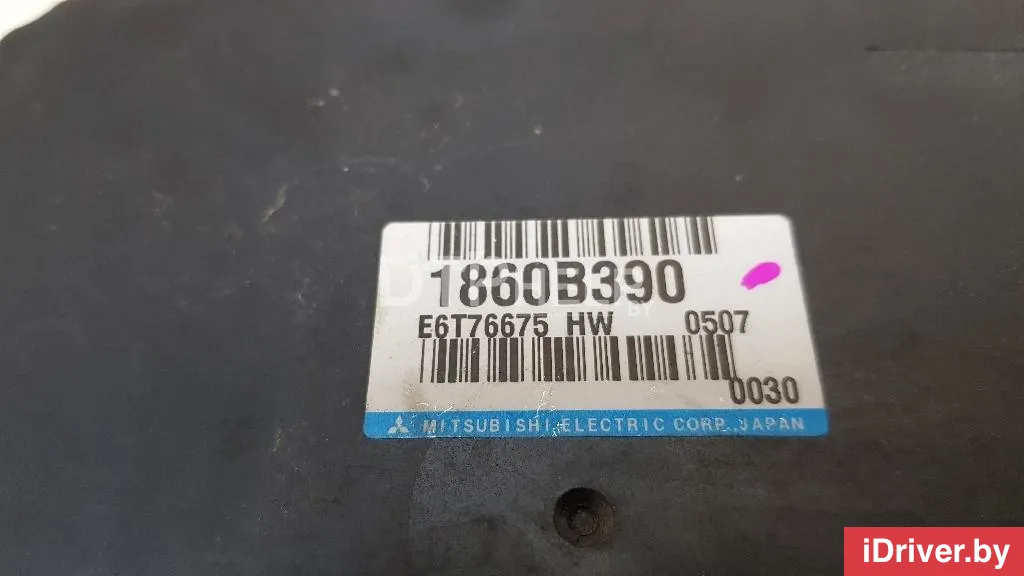 1860B390
E6T76675 HW 0507
0030
MITSUBISHI ELECTRIC CORP. JAPAN
iDriver.by